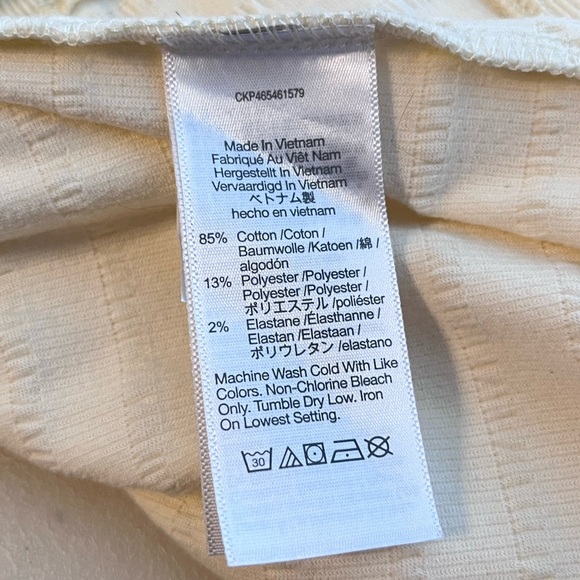 CKP465461579
Made In Vietnam
Fabriqué Au Viêt Nam
Hergestellt In Vietnam
Vervaardigd In Vietnam
ベトナム製
hecho en vietnam
85% Cotton /Coton /
Baumwolle /Katoen /綿 /
algodón
13% Polyester /Polyester /
Polyester /Polyester /
ポリエステル /poliéster
2% Elastane /Élasthanne /
Elastan /Elastaan /
ポリウレタン /elastano
Machine Wash Cold With Like
Colors. Non-Chlorine Bleach
Only. Tumble Dry Low. Iron
On Lowest Setting.
30